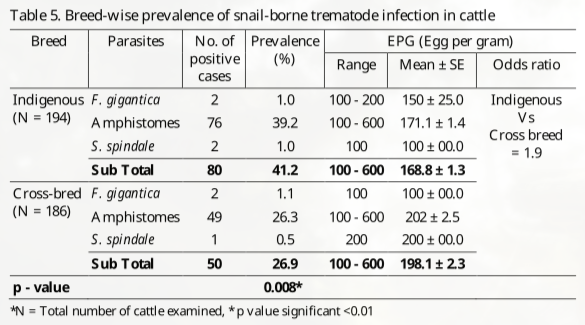 Table 5. Breed-wise prevalence of snail-borne trematode infection in cattle
Breed Parasites No. of positive cases Prevalence (%) EPG (Egg per gram)
Range Mean ± SE Odds ratio
Indigenous (N = 194) F. gigantica 2 1.0 100 - 200 150 ± 25.0 Indigenous Vs Cross breed = 1.9
Amphistomes 76 39.2 100 - 600 171.1 ± 1.4
S. spindale 2 1.0 100 100 ± 00.0
Sub Total 80 41.2 100 - 600 168.8 ± 1.3
Cross-bred (N = 186) F. gigantica 2 1.1 100 100 ± 00.0
Amphistomes 49 26.3 100 - 600 202 ± 2.5
S. spindale 1 0.5 200 200 ± 00.0
Sub Total 50 26.9 100 - 600 198.1 ± 2.3
p - value 0.008*
*N = Total number of cattle examined, *p value significant <0.01